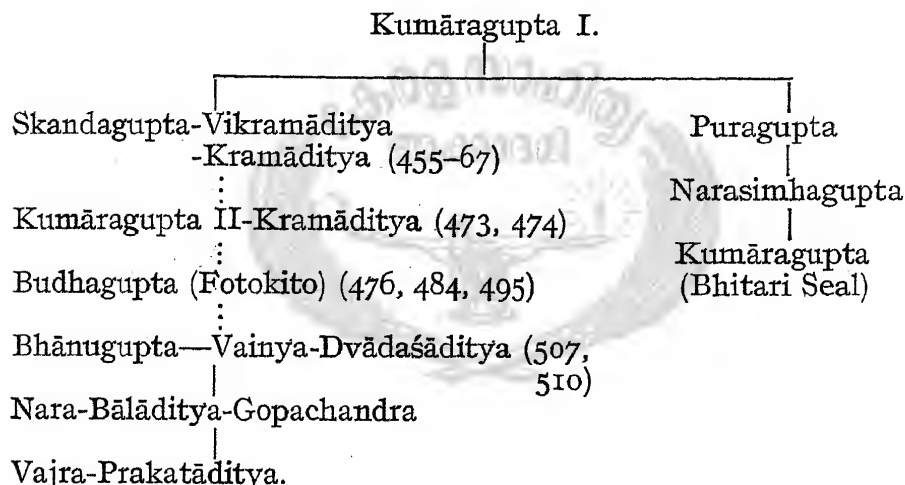 Kumāragupta I.
Skandagupta-Vikramāditya
-Kramāditya (455–67)
Kumāragupta II-Kramāditya (473, 474)
Budhagupta (Fotokito) (476, 484, 495)
Bhānugupta—Vainya-Dvādaśāditya (507,
510)
Nara-Bālāditya-Gopachandra
Vajra-Prakatāditya.
Puragupta
Narasimhagupta
Kumāragupta
(Bhitari Seal)